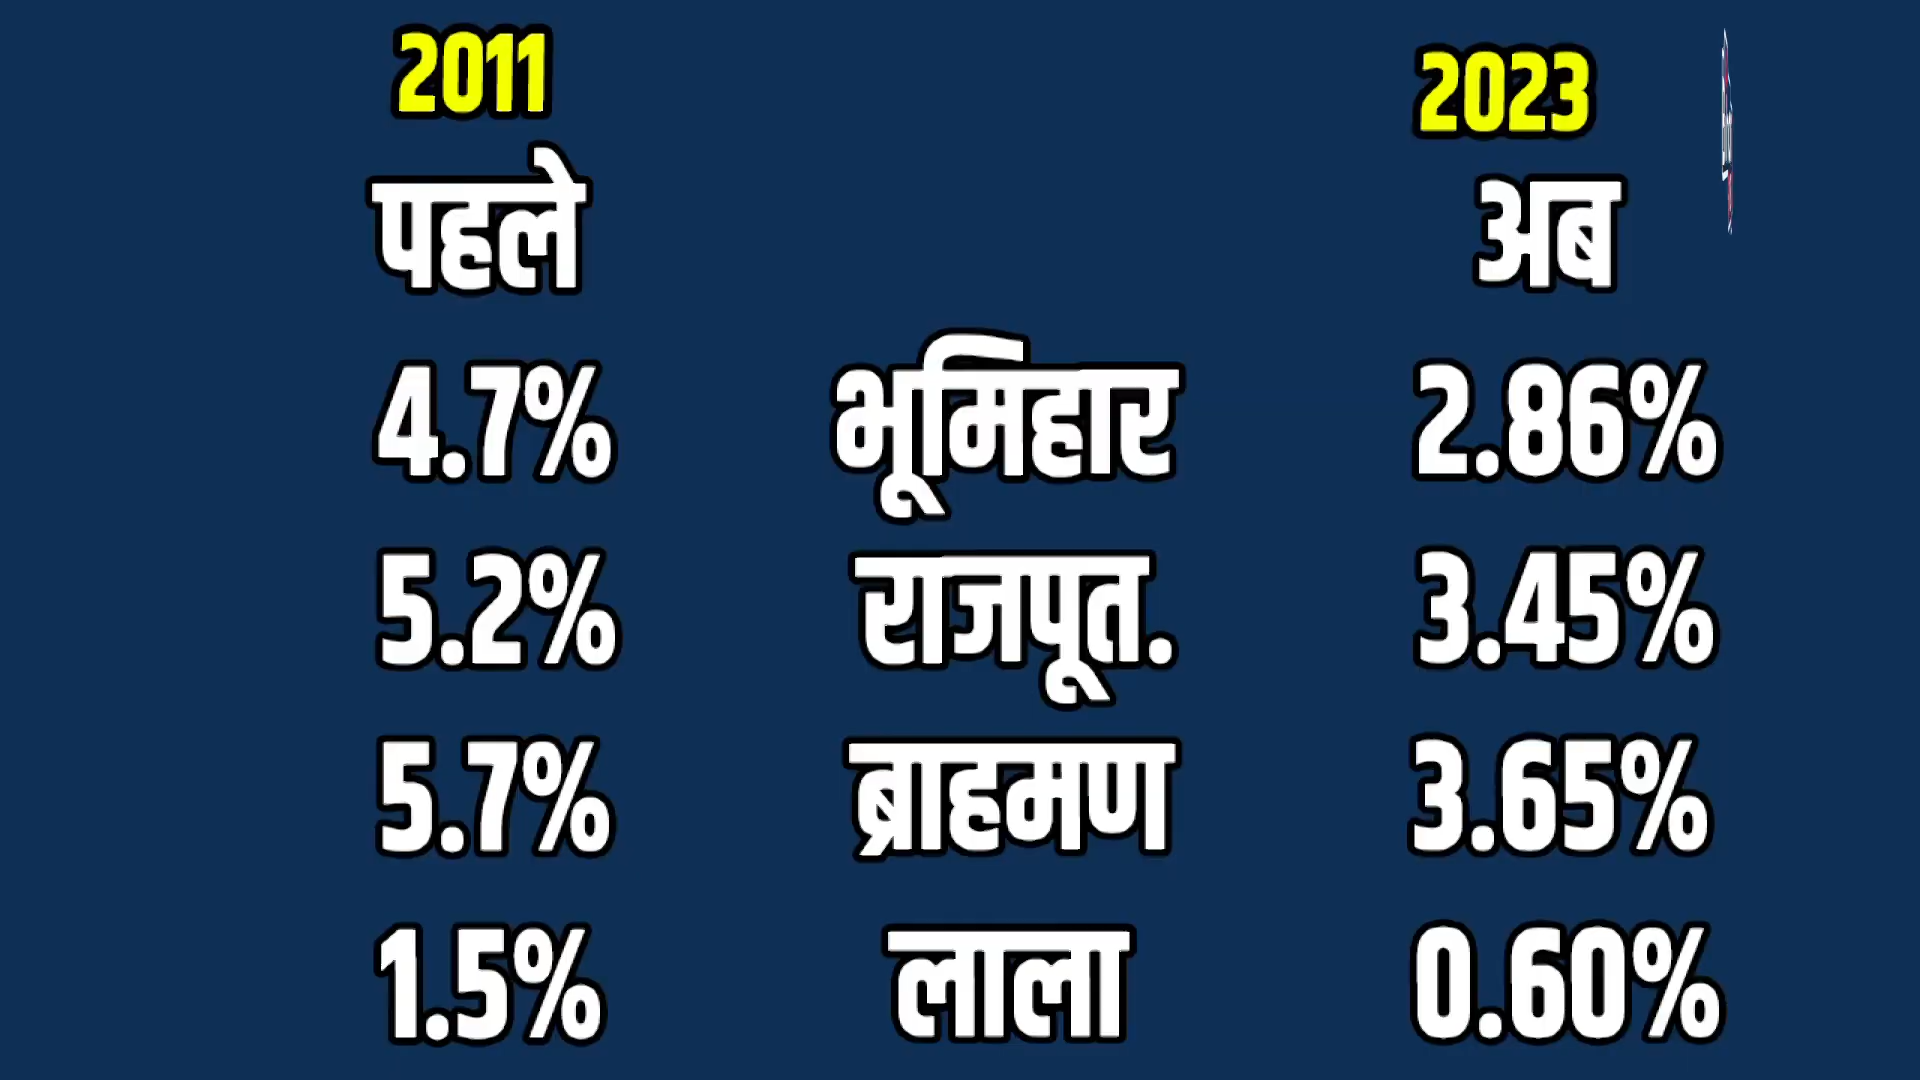 2011 2023
पहले अब
4.7% भूमिहार 2.86%
5.2% राजपूत. 3.45%
5.7% ब्राहमण 3.65%
1.5% लाला 0.60%